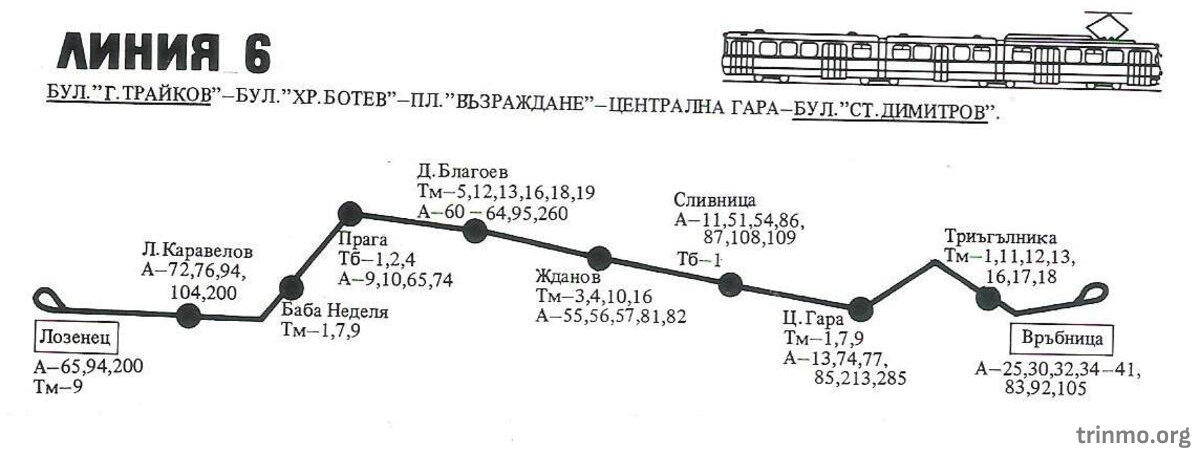 ЛИНИЯ 6
БУЛ."Г.ТРАЙКОВ"–БУЛ."ХР.БОТЕВ"–ПЛ."ВЪЗРАЖДАНЕ"–ЦЕНТРАЛНА ГАРА–БУЛ."СТ.ДИМИТРОВ".
Лозенец
А–65,94,200
Тм–9
Л.Каравелов
А–72,76,94,
104,200
Баба Неделя
Тм–1,7,9
Прага
Тб–1,2,4
А–9,10,65,74
Д.Благоев
Тм–5,12,13,16,18,19
А–60–64,95,260
Жданов
Тм–3,4,10,16
А–55,56,57,81,82
Сливница
А–11,51,54,86,
87,108,109
Тб–1
Ц.Гара
Тм–1,7,9
А–13,74,77,
85,213,285
Триъгълника
Тм–1,11,12,13,
16,17,18
Връбница
А–25,30,32,34–41,
83,92,105
trinmo.org